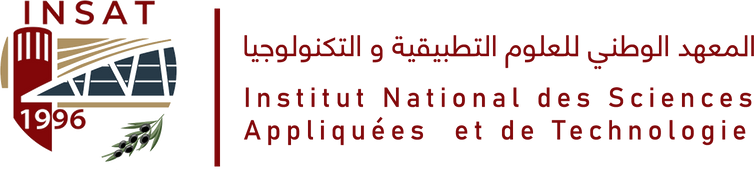 INSAT
1996
المعهد الوطني للعلوم التطبيقية و التكنولوجيا
Institut National des Sciences
Appliquées et de Technologie